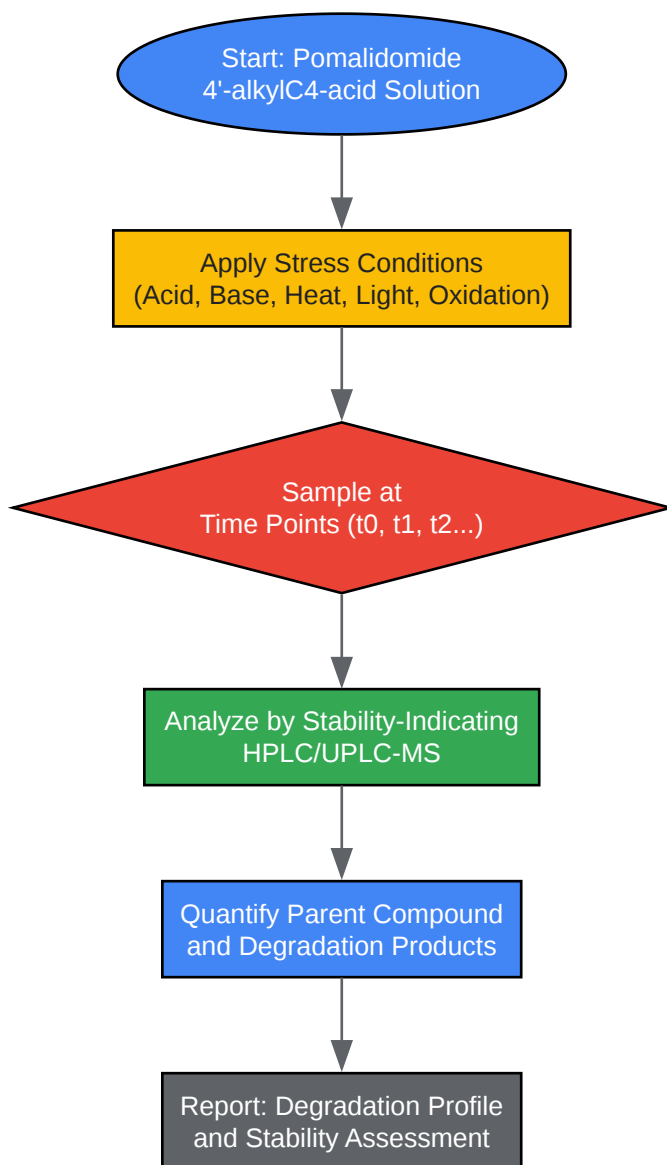 Start: Pomalidomide
4'-alkylC4-acid Solution
Apply Stress Conditions
(Acid, Base, Heat, Light, Oxidation)
Sample at
Time Points (t0, t1, t2...)
Analyze by Stability-Indicating
HPLC/UPLC-MS
Quantify Parent Compound
and Degradation Products
Report: Degradation Profile
and Stability Assessment